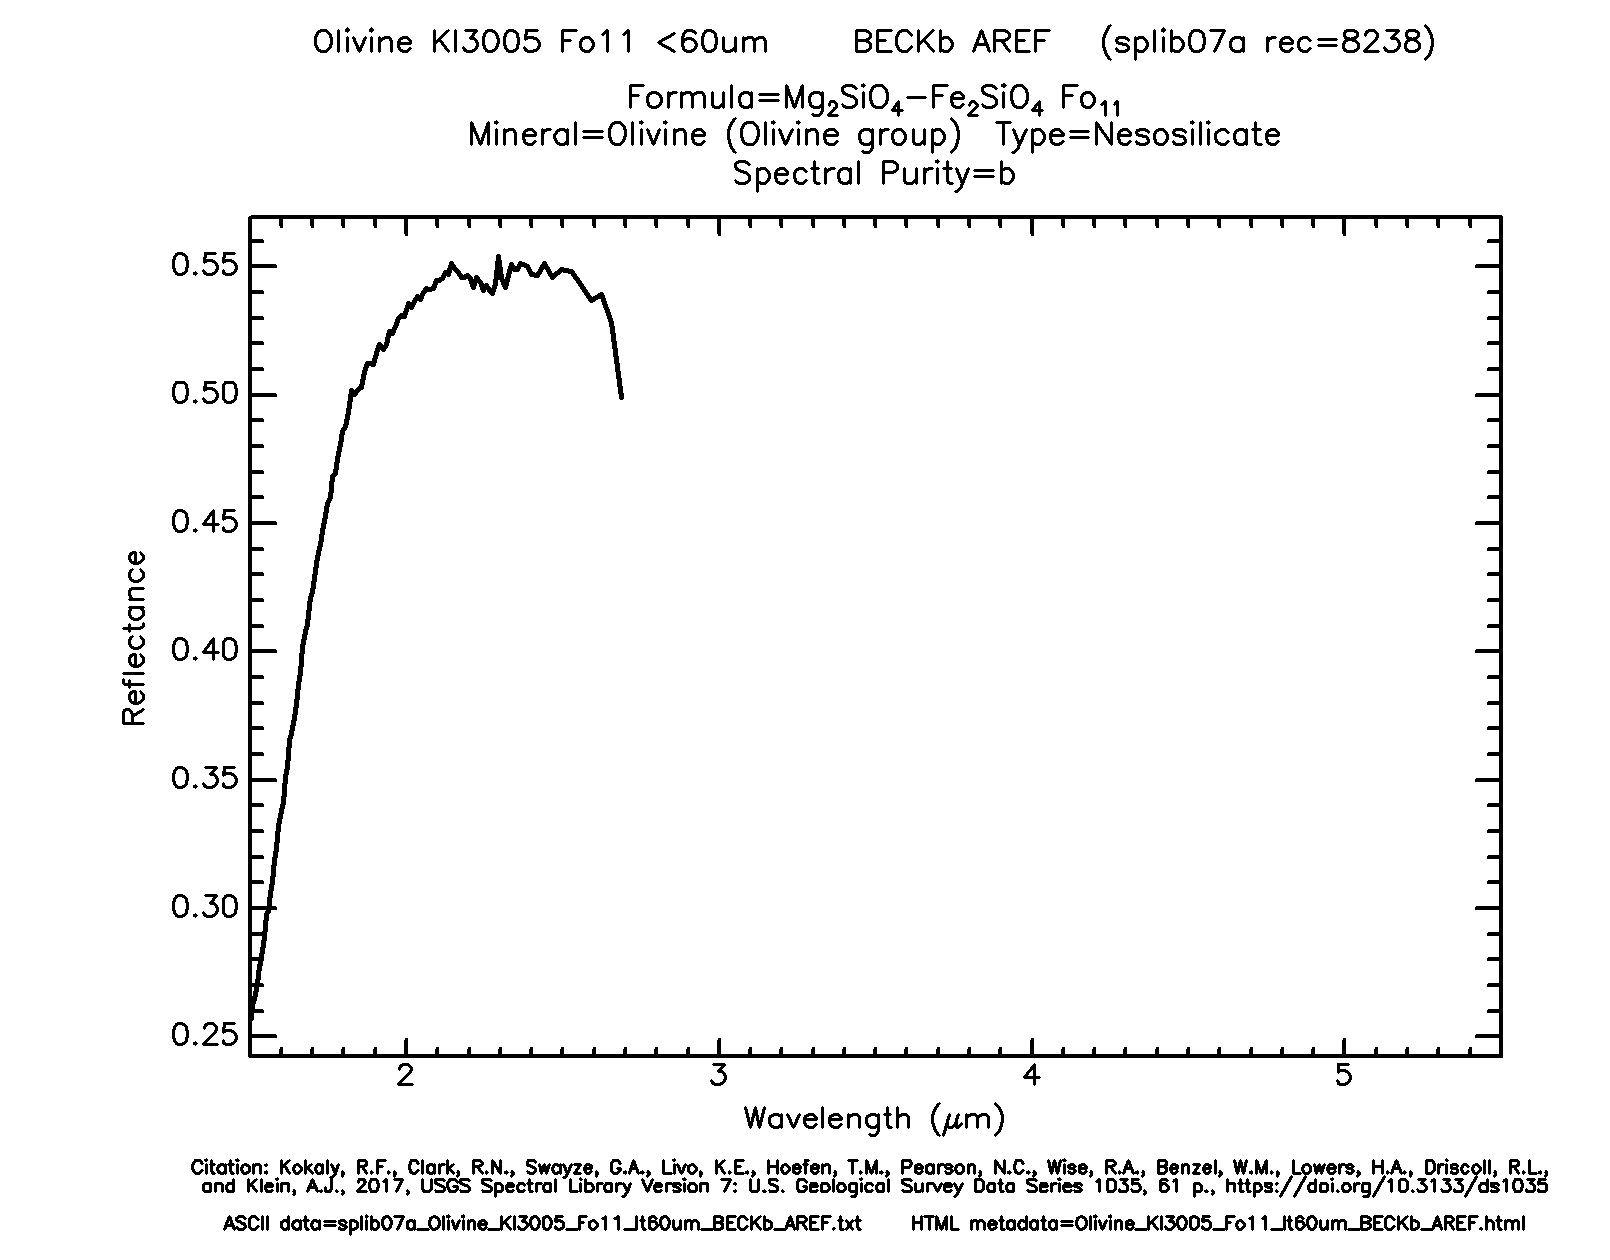 Olivine KI3005 Fo11 <60um BECKb AREF (splib07a rec=8238)
Formula=Mg2SiO4-Fe2SiO4 Fo11
Mineral=Olivine (Olivine group) Type=Nesosilicate
Spectral Purity=b
0.55
0.50
0.45
0.40
0.35
0.30
0.25
Reflectance
2 3 4 5
Wavelength (μm)
Citation: Kokaly, R.F., Clark, R.N., Swayze, G.A., Livo, K.E., Hoefen, T.M., Pearson, N.C., Wise, R.A., Benzel, W.M., Lowers, H.A., Driscoll, R.L.,
and Klein, A.J., 2017, USGS Spectral Library Version 7: U.S. Geological Survey Data Series 1035, 61 p., https://doi.org/10.3133/ds1035
ASCII data=splib07a_Olivine_KI3005_Fo11_lt60um_BECKb_AREF.txt HTML metadata=Olivine_KI3005_Fo11_lt60um_BECKb_AREF.html